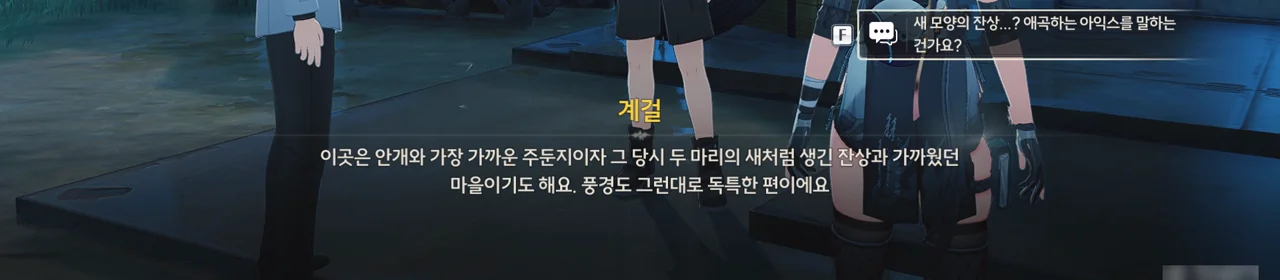 F
새 모양의 잔상...? 애곡하는 아익스를 말하는
건가요?
계걸
이곳은 안개와 가장 가까운 주둔지이자 그 당시 두 마리의 새처럼 생긴 잔상과 가까웠던
마을이기도 해요. 풍경도 그런대로 독특한 편이에요